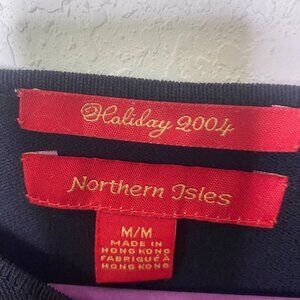 Holiday 2004
Northern Isles
M/M
MADE IN
HONG KONG
FABRIQUÉ À
HONG KONG